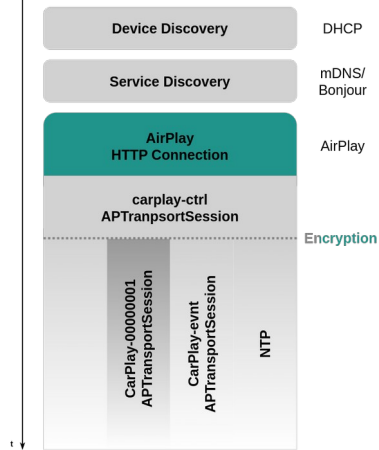 Device Discovery
DHCP
Service Discovery
mDNS/
Bonjour
AirPlay
HTTP Connection
AirPlay
carplay-ctrl
APTranpsortSession
Encryption
CarPlay-00000001
APTransportSession
CarPlay-evnt
APTransportSession
NTP
t